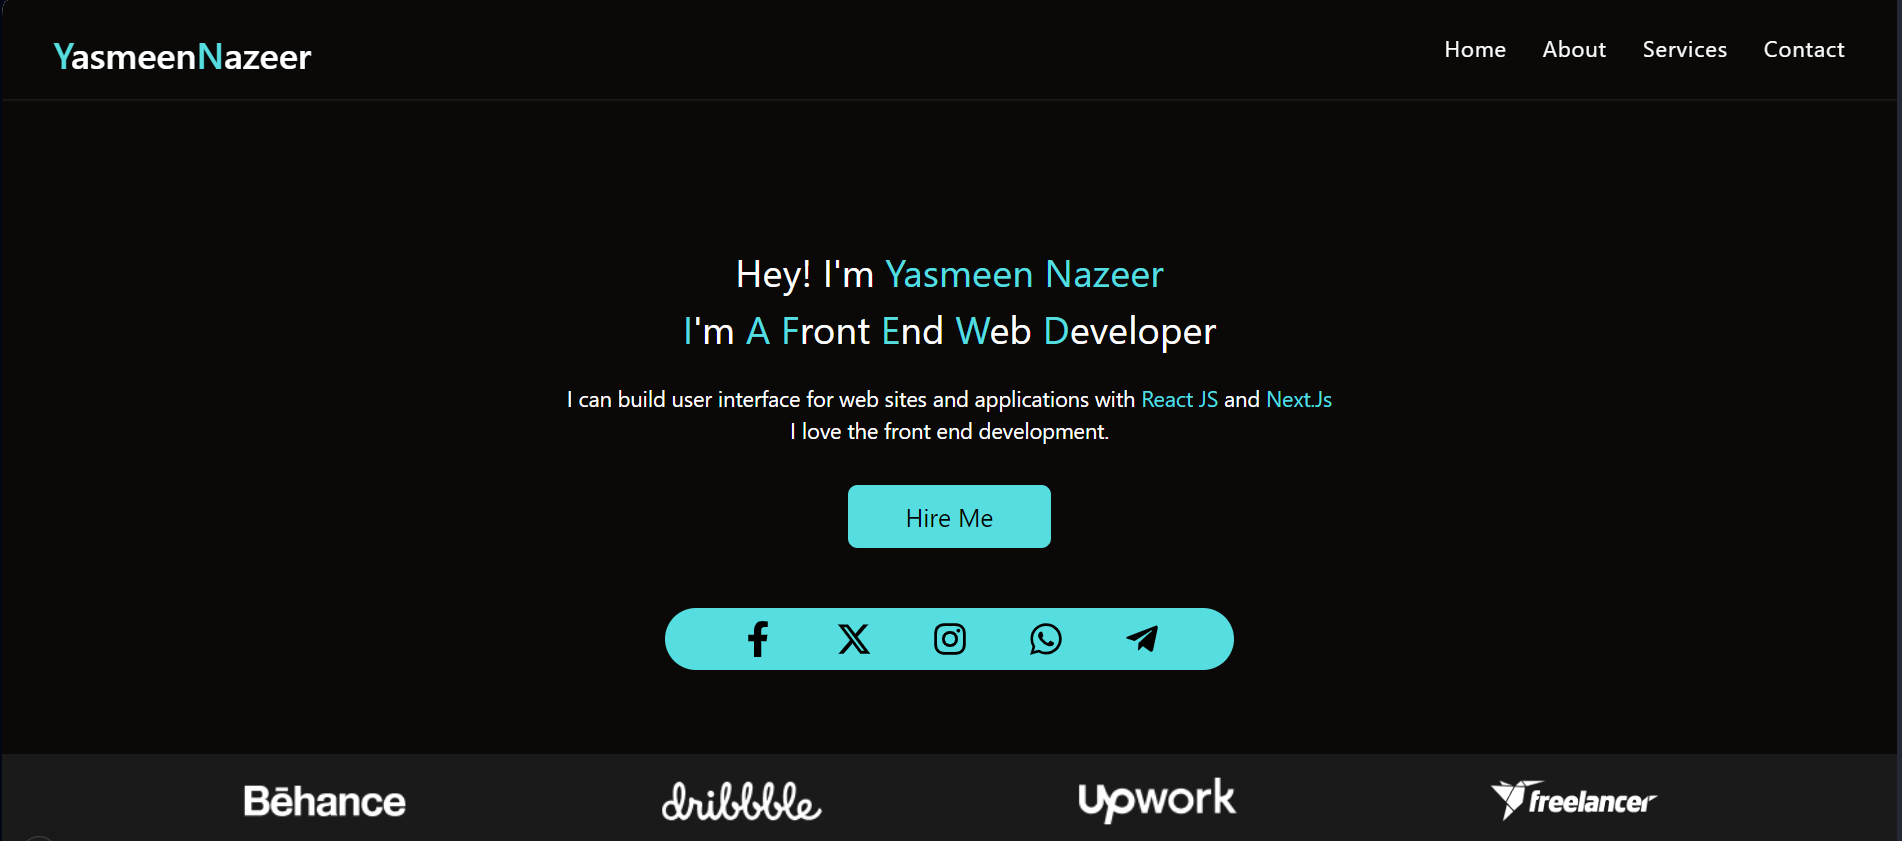 YasmeenNazeer
Home About Services Contact
Hey! I'm Yasmeen Nazeer
I'm A Front End Web Developer
I can build user interface for web sites and applications with React JS and Next.Js
I love the front end development.
Hire Me
Bēhance dribbble Upwork freelancer